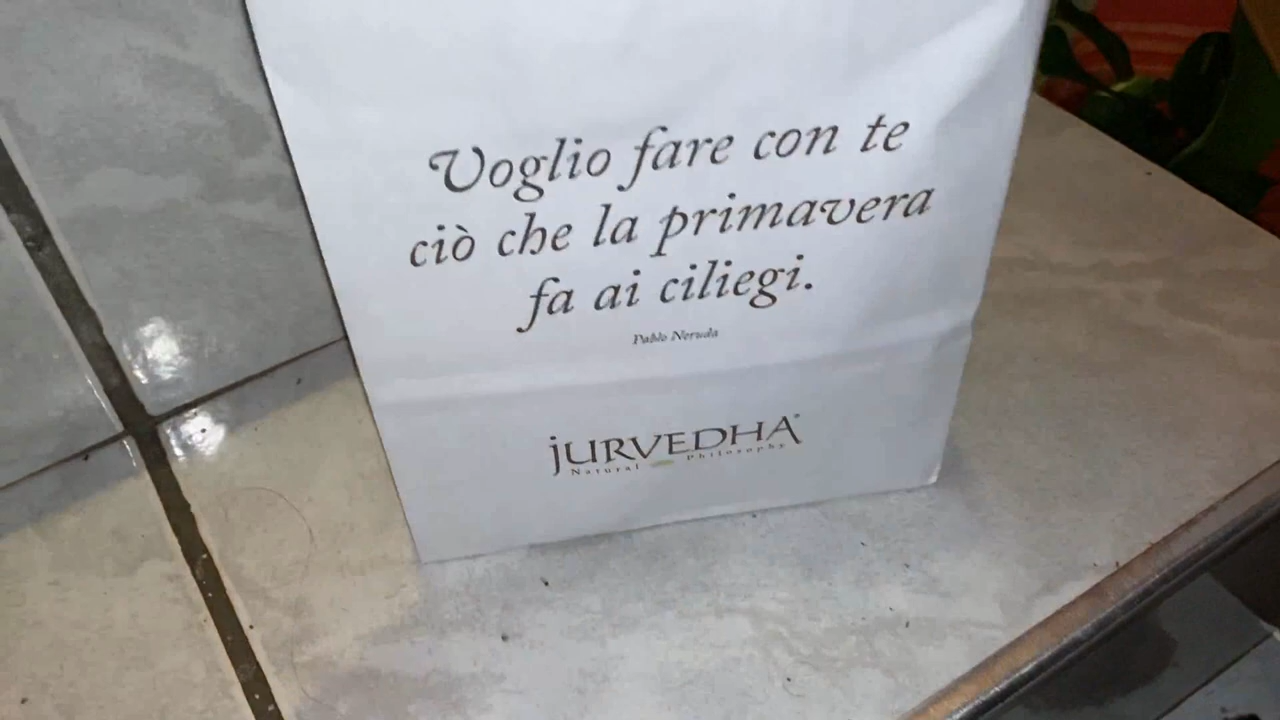 Voglio fare con te
ciò che la primavera
fa ai ciliegi.
Pablo Neruda
jURVEDHA®
Natural Philosophy